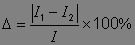 Δ = |I₁ − I₂| / I × 100%